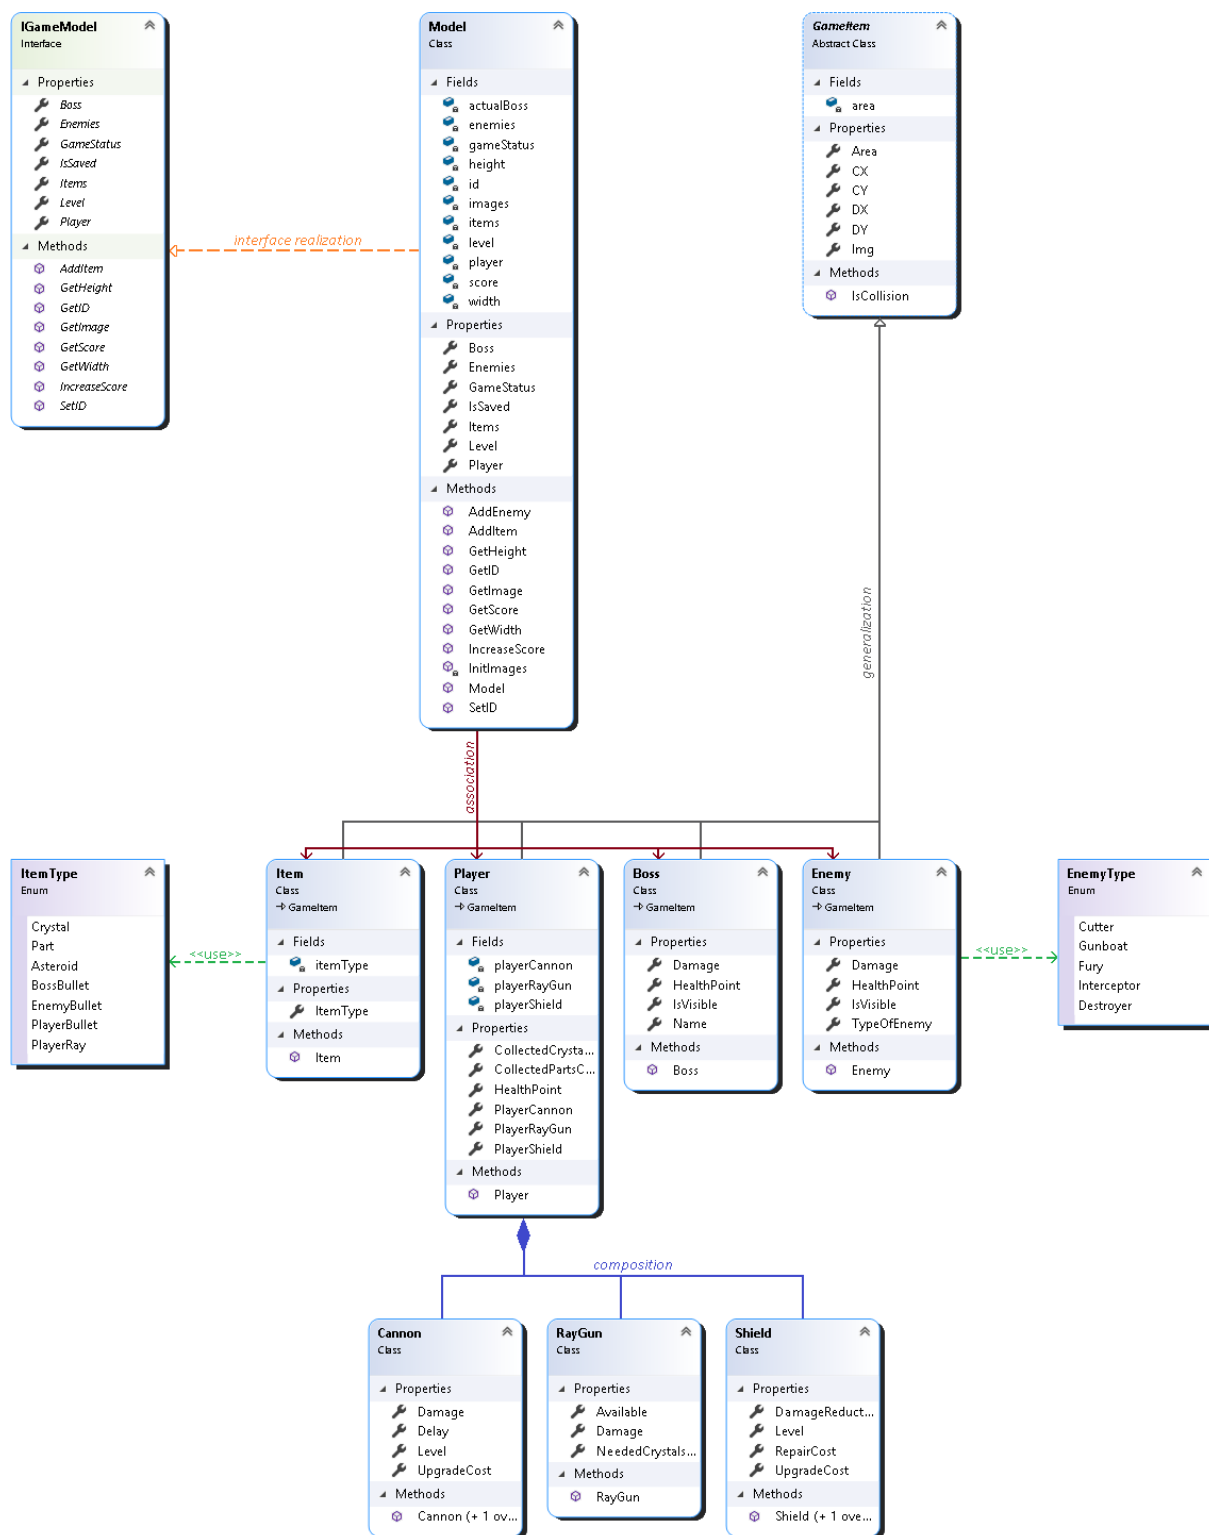 IGameModel
Interface
Properties
Boss
Enemies
GameStatus
IsSaved
Items
Level
Player
Methods
AddItem
GetHeight
GetID
GetImage
GetScore
GetWidth
IncreaseScore
SetID
interface realization
Model
Class
Fields
actualBoss
enemies
gameStatus
height
id
images
items
level
player
score
width
Properties
Boss
Enemies
GameStatus
IsSaved
Items
Level
Player
Methods
AddEnemy
AddItem
GetHeight
GetID
GetImage
GetScore
GetWidth
IncreaseScore
InitImages
Model
SetID
GameItem
Abstract Class
Fields
area
Properties
Area
CX
CY
DX
DY
Img
Methods
IsCollision
generalization
association
ItemType
Enum
Crystal
Part
Asteroid
BossBullet
EnemyBullet
PlayerBullet
PlayerRay
<<use>>
Item
Class
GameItem
Fields
itemType
Properties
ItemType
Methods
Item
Player
Class
GameItem
Fields
playerCannon
playerRayGun
playerShield
Properties
CollectedCrysta...
CollectedPartsC...
HealthPoint
PlayerCannon
PlayerRayGun
PlayerShield
Methods
Player
Boss
Class
GameItem
Properties
Damage
HealthPoint
IsVisible
Name
Methods
Boss
Enemy
Class
GameItem
Properties
Damage
HealthPoint
IsVisible
TypeOfEnemy
Methods
Enemy
<<use>>
EnemyType
Enum
Cutter
Gunboat
Fury
Interceptor
Destroyer
composition
Cannon
Class
Properties
Damage
Delay
Level
UpgradeCost
Methods
Cannon (+ 1 ov...
RayGun
Class
Properties
Available
Damage
NeededCrystals...
Methods
RayGun
Shield
Class
Properties
DamageReduct...
Level
RepairCost
UpgradeCost
Methods
Shield (+ 1 ove...